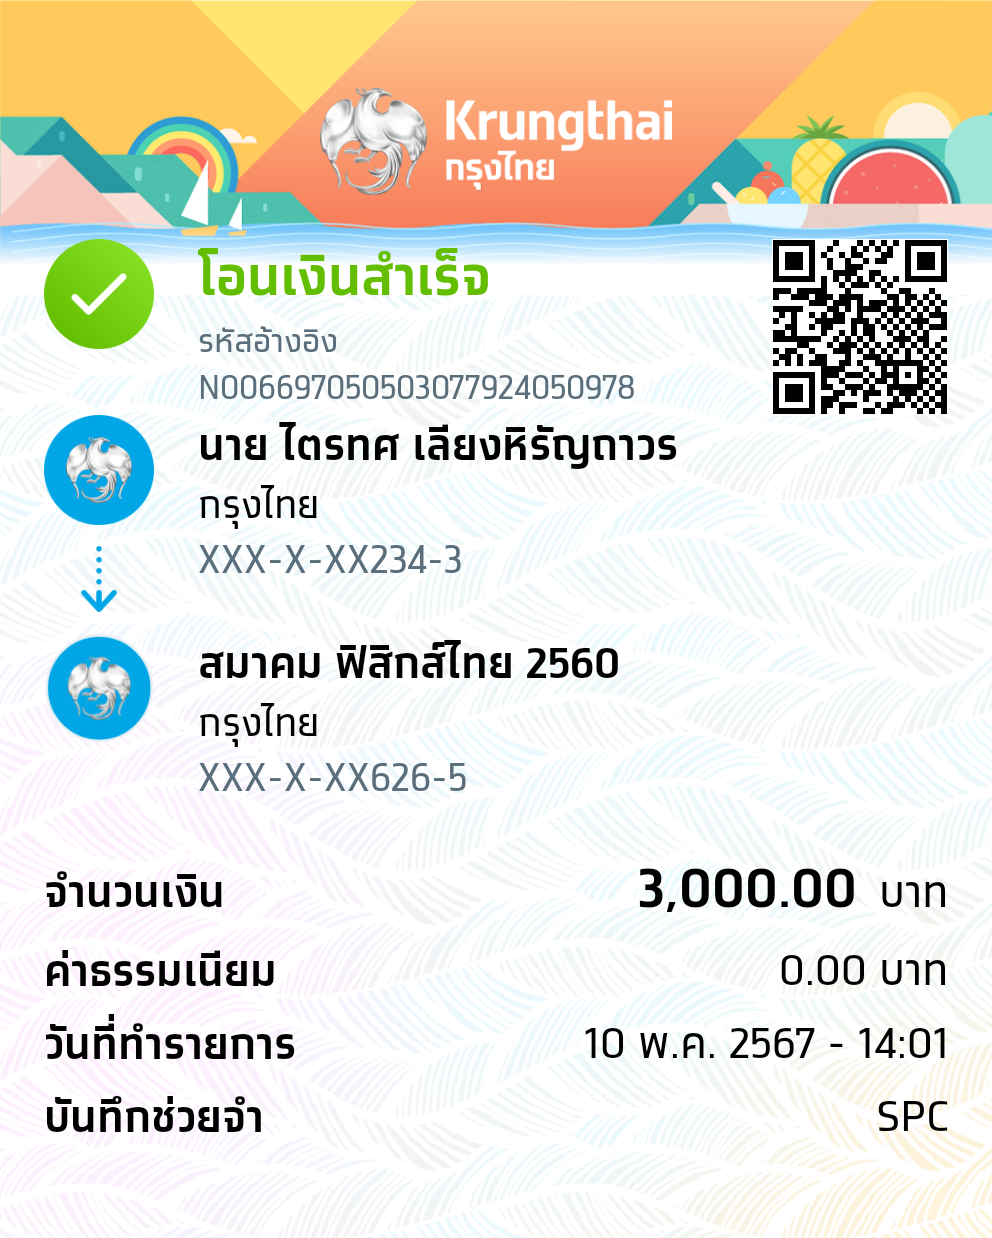 Krungthai
กรุงไทย
โอนเงินสำเร็จ
รหัสอ้างอิง
N00669705050307792405​0978
นาย ไตรทศ เลียงหิรัญถาวร
กรุงไทย
XXX-X-XX234-3
สมาคม ฟิสิกส์ไทย 2560
กรุงไทย
XXX-X-XX626-5
จำนวนเงิน 3,000.00 บาท
ค่าธรรมเนียม 0.00 บาท
วันที่ทำรายการ 10 พ.ค. 2567 - 14:01
บันทึกช่วยจำ SPC